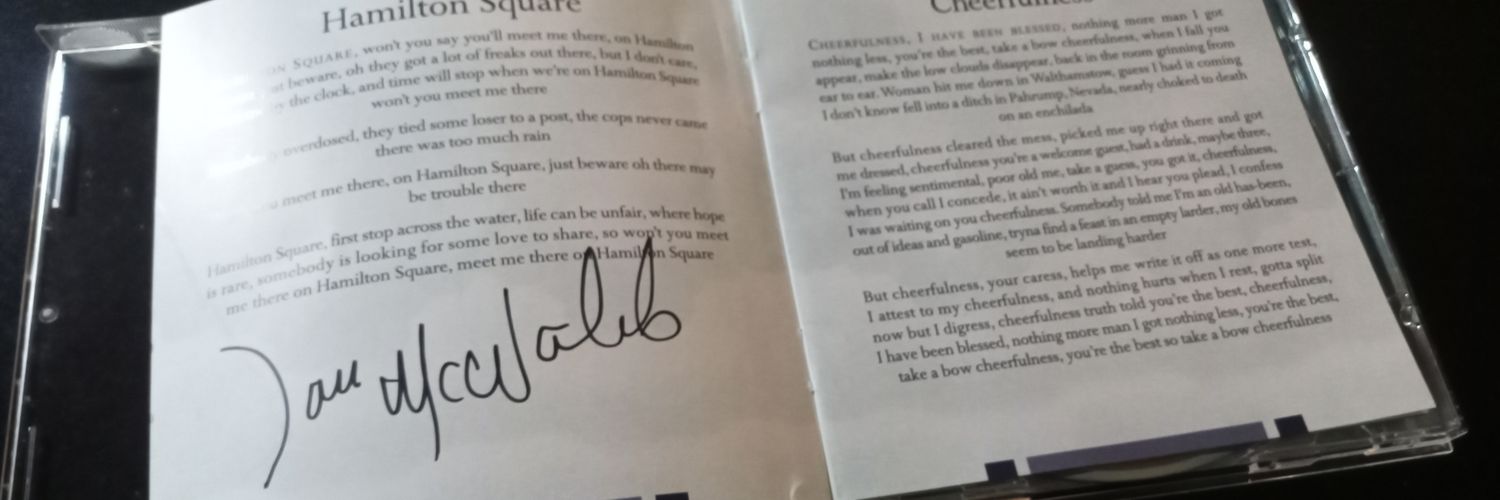 Hamilton Square
ON SQUARE, won't you say you'll meet me there, on Hamilton
beware, oh they got a lot of freaks out there, but I don't care,
the clock, and time will stop when we're on Hamilton Square
won't you meet me there
overdosed, they tied some loser to a post, the cops never came
there was too much rain
u meet me there, on Hamilton Square, just beware oh there may
be trouble there
Hamilton Square, first stop across the water, life can be unfair, where hope
is rare, somebody is looking for some love to share, so won't you meet
me there on Hamilton Square, meet me there on Hamilton Square
Cheerfulness
CHEERFULNESS, I HAVE BEEN BLESSED, nothing more man I got
nothing less, you're the best, take a bow cheerfulness, when I fall you
appear, make the low clouds disappear, back in the room grinning from
ear to ear. Woman hit me down in Walthamstow, guess I had it coming
I don't know fell into a ditch in Pahrump, Nevada, nearly choked to death
on an enchilada
But cheerfulness cleared the mess, picked me up right there and got
me dressed, cheerfulness you're a welcome guest, had a drink, maybe three,
I'm feeling sentimental, poor old me, take a guess, you got it, cheerfulness,
when you call I concede, it ain't worth it and I hear you plead, I confess
I was waiting on you cheerfulness. Somebody told me I'm an old has-been,
out of ideas and gasoline, tryna find a feast in an empty larder, my old bones
seem to be landing harder
But cheerfulness, your caress, helps me write it off as one more test,
I attest to my cheerfulness, and nothing hurts when I rest, gotta split
now but I digress, cheerfulness truth told you're the best, cheerfulness,
I have been blessed, nothing more man I got nothing less, you're the best,
take a bow cheerfulness, you're the best so take a bow cheerfulness